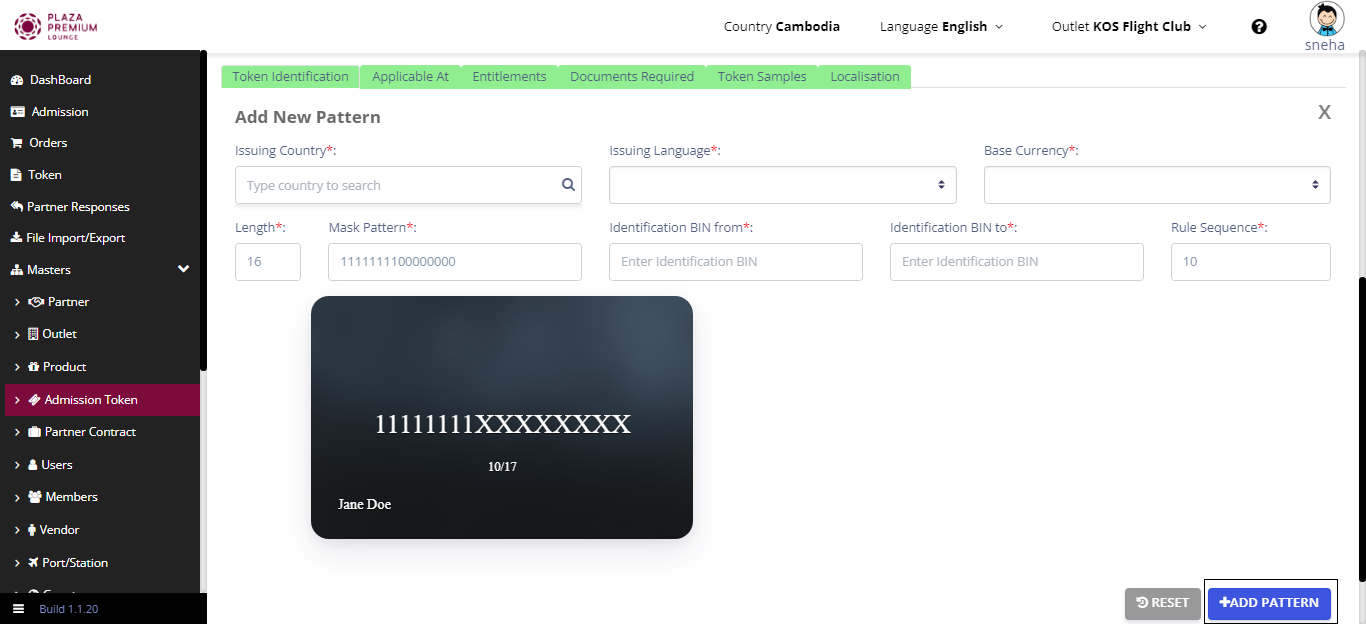 PLAZA
PREMIUM
LOUNGE
Country Cambodia
Language English
Outlet KOS Flight Club
sneha
DashBoard
Admission
Orders
Token
Partner Responses
File Import/Export
Masters
Partner
Outlet
Product
Admission Token
Partner Contract
Users
Members
Vendor
Port/Station
Build 1.1.20
Token Identification
Applicable At
Entitlements
Documents Required
Token Samples
Localisation
Add New Pattern
X
Issuing Country*:
Issuing Language*:
Base Currency*:
Type country to search
Length*:
Mask Pattern*:
Identification BIN from*:
Identification BIN to*:
Rule Sequence*:
16
1111111100000000
Enter Identification BIN
Enter Identification BIN
10
11111111XXXXXXXX
10/17
Jane Doe
RESET
ADD PATTERN